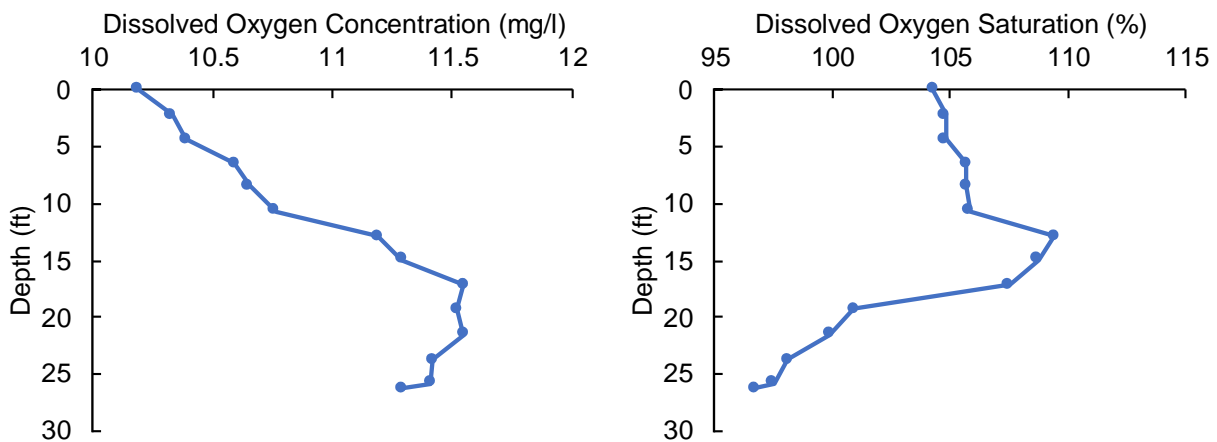 Dissolved Oxygen Concentration (mg/l)
10 10.5 11 11.5 12
0
5
10
15
20
25
30
Depth (ft)
Dissolved Oxygen Saturation (%)
95 100 105 110 115
0
5
10
15
20
25
30
Depth (ft)